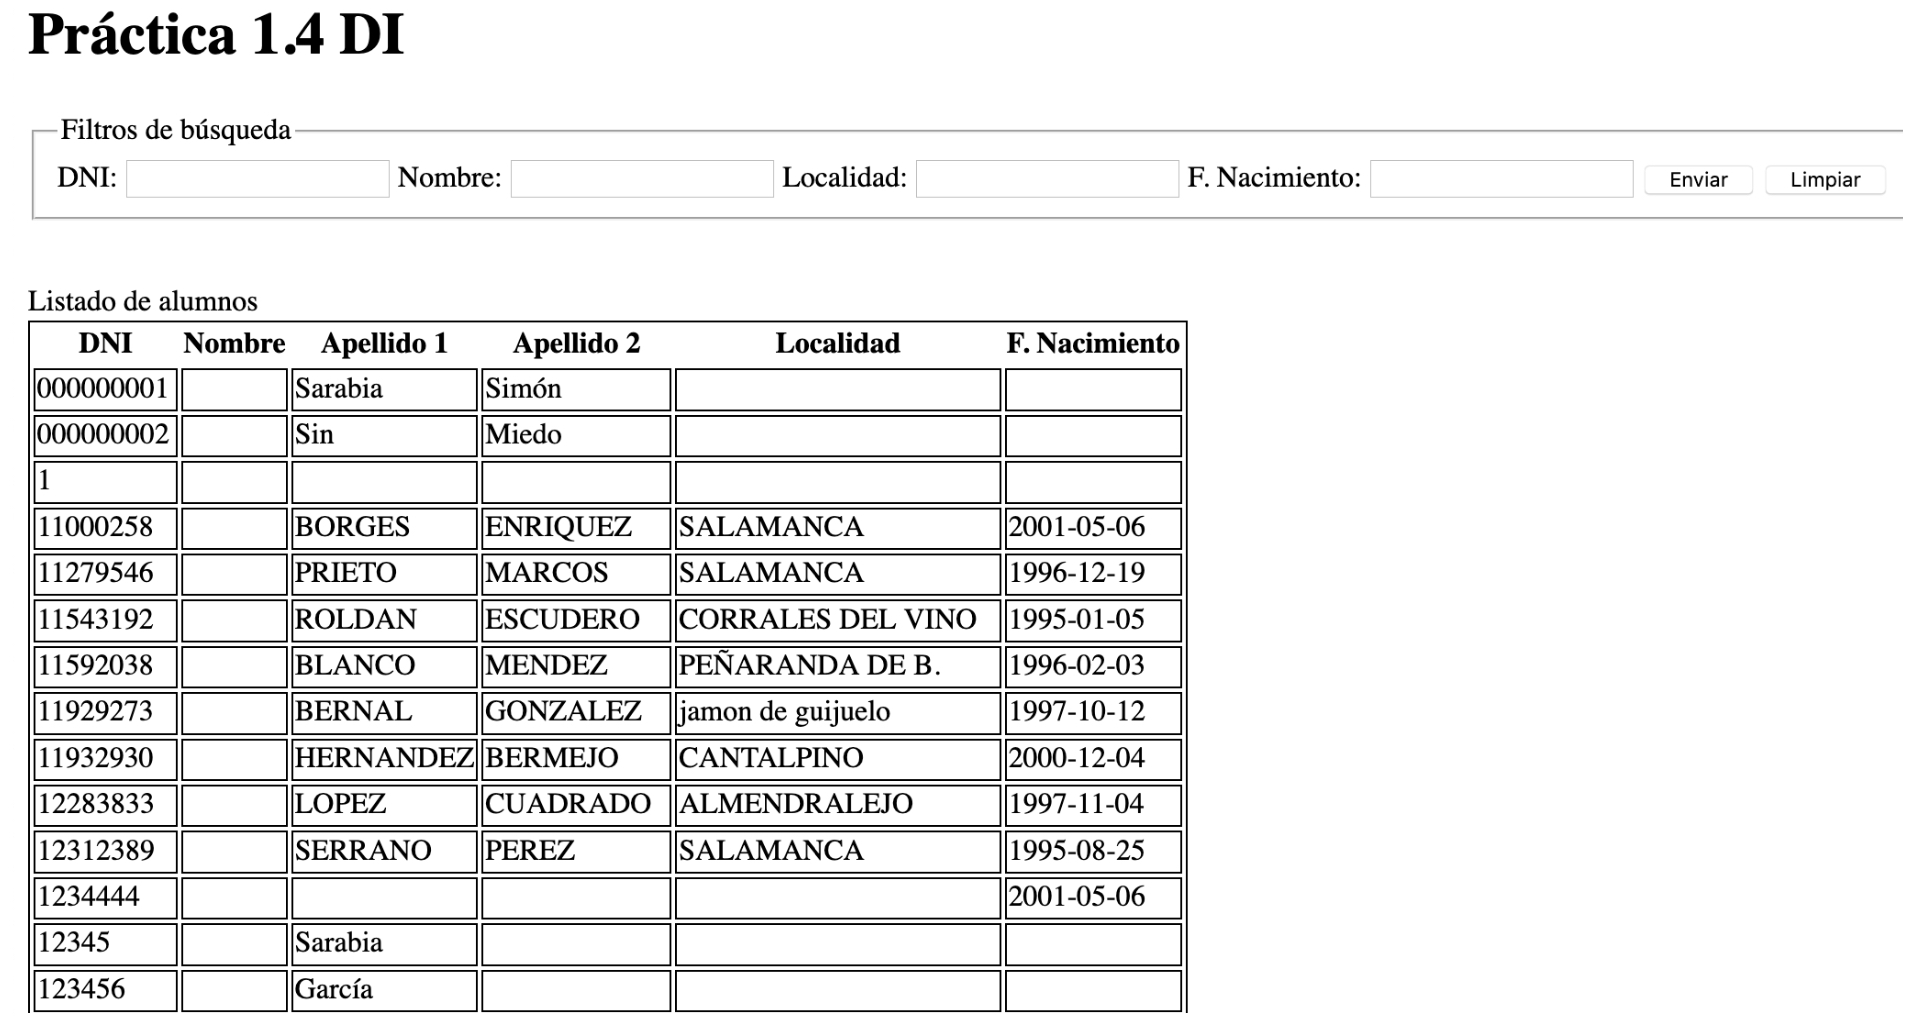 Práctica 1.4 DI
Filtros de búsqueda
DNI: Nombre: Localidad: F. Nacimiento: Enviar Limpiar
Listado de alumnos
DNI Nombre Apellido 1 Apellido 2 Localidad F. Nacimiento
000000001 Sarabia Simón
000000002 Sin Miedo
1
11000258 BORGES ENRIQUEZ SALAMANCA 2001-05-06
11279546 PRIETO MARCOS SALAMANCA 1996-12-19
11543192 ROLDAN ESCUDERO CORRALES DEL VINO 1995-01-05
11592038 BLANCO MENDEZ PEÑARANDA DE B. 1996-02-03
11929273 BERNAL GONZALEZ jamon de guijuelo 1997-10-12
11932930 HERNANDEZ BERMEJO CANTALPINO 2000-12-04
12283833 LOPEZ CUADRADO ALMENDRALEJO 1997-11-04
12312389 SERRANO PEREZ SALAMANCA 1995-08-25
1234444 2001-05-06
12345 Sarabia
123456 García